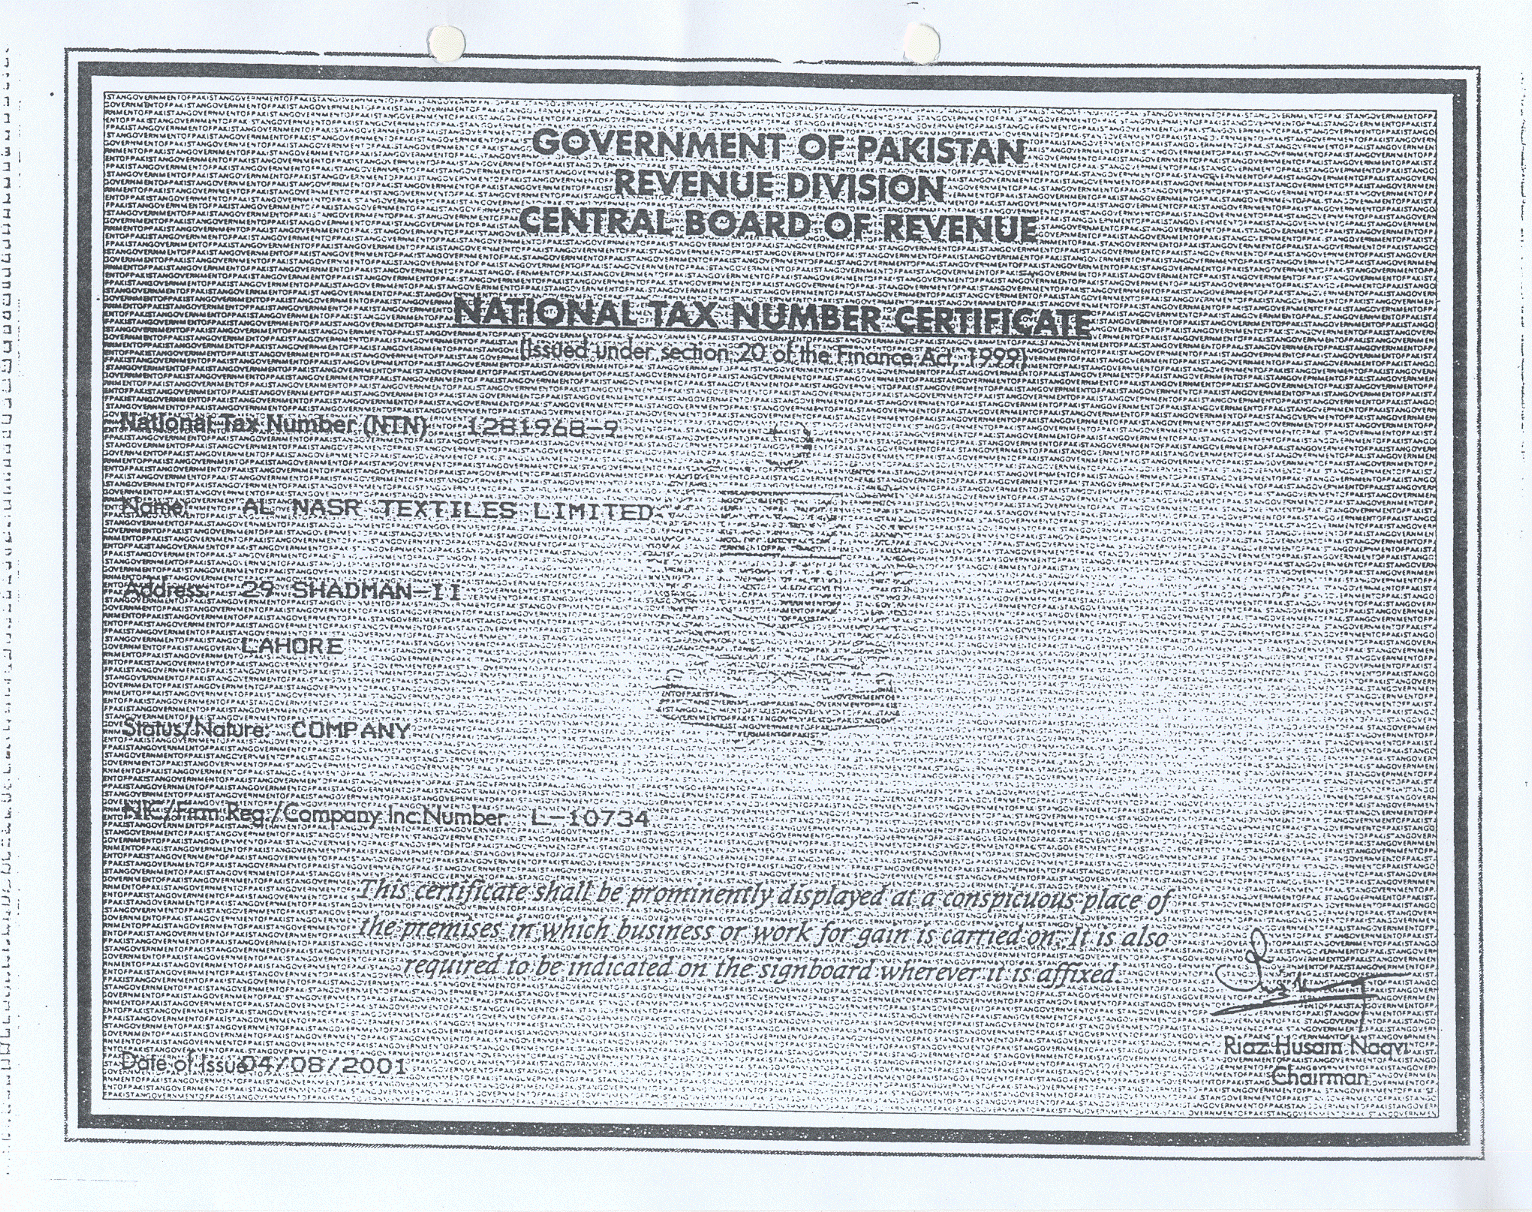 GOVERNMENT OF PAKISTAN
REVENUE DIVISION
CENTRAL BOARD OF REVENUE
NATIONAL TAX NUMBER CERTIFICATE
(Issued under section 20 of the Finance Act, 1999)
National Tax Number (NTN) 1281968-9
Name: AL NASR TEXTILES LIMITED
Address: 29 SHADMAN-II
LAHORE
Status/Nature: COMPANY
NIC/Firm Reg./Company Inc.Number L-10734
This certificate shall be prominently displayed at a conspicuous place of
the premises in which business or work for gain is carried on. It is also
required to be indicated on the signboard wherever it is affixed.
Date of Issue 04/08/2001
Riaz Husain Naqvi
Chairman